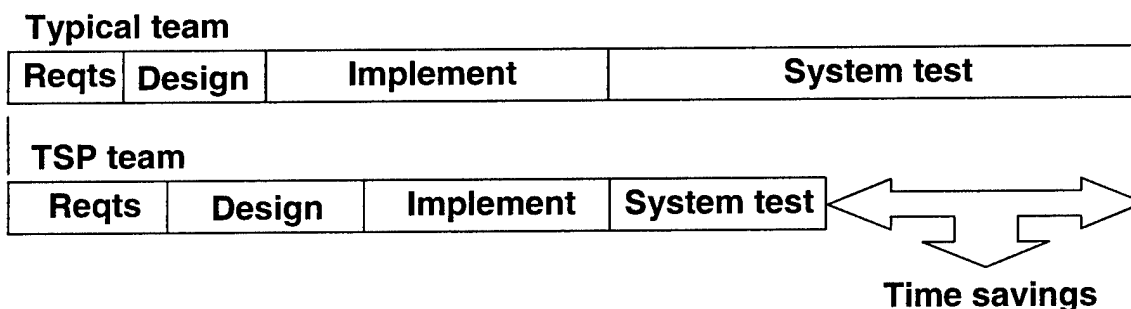 Typical team
Reqts Design Implement System test
TSP team
Reqts Design Implement System test
Time savings